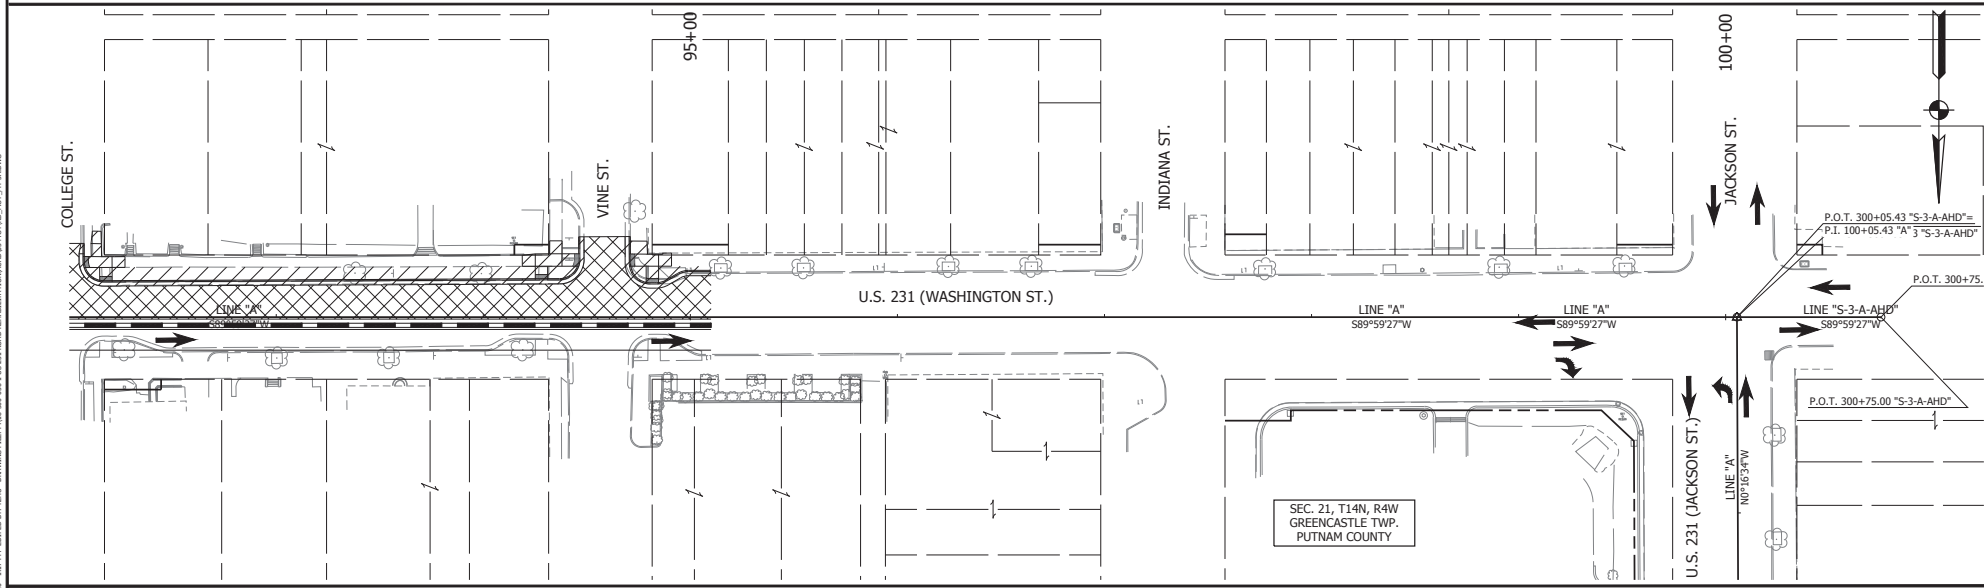 COLLEGE ST.
VINE ST.
95+00
INDIANA ST.
100+00
JACKSON ST.
P.O.T. 300+05.43 "S-3-A-AHD"=
P.I. 100+05.43 "A" 3 "S-3-A-AHD"
P.O.T. 300+75.
U.S. 231 (WASHINGTON ST.)
LINE "A"
S89°59'27"W
LINE "A"
S89°59'27"W
LINE "A"
S89°59'27"W
LINE "S-3-A-AHD"
S89°59'27"W
P.O.T. 300+75.00 "S-3-A-AHD"
U.S. 231 (JACKSON ST.)
LINE "A"
N0°16'34"W
SEC. 21, T14N, R4W
GREENCASTLE TWP.
PUTNAM COUNTY